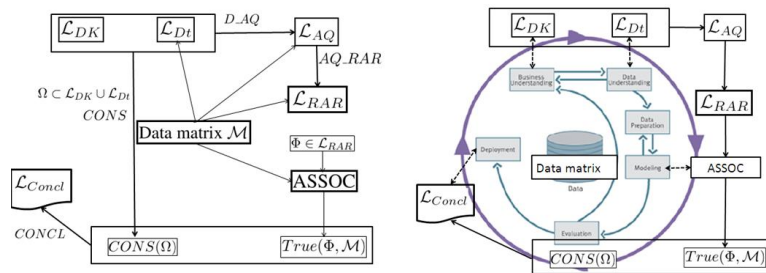 ℒ_DK
ℒ_Dt
D_AQ
ℒ_AQ
AQ_RAR
Ω ⊂ ℒ_DK ∪ ℒ_Dt
CONS
ℒ_RAR
Data matrix ℳ
Φ ∈ ℒ_RAR
ASSOC
ℒ_Concl
CONCL
CONS(Ω)
True(Φ, ℳ)
ℒ_DK
ℒ_Dt
ℒ_AQ
Business
Understanding
Data
Understanding
ℒ_RAR
Data
Preparation
Deployment
Data matrix
Data
Modeling
ASSOC
ℒ_Concl
Evaluation
CONS(Ω)
True(Φ, ℳ)